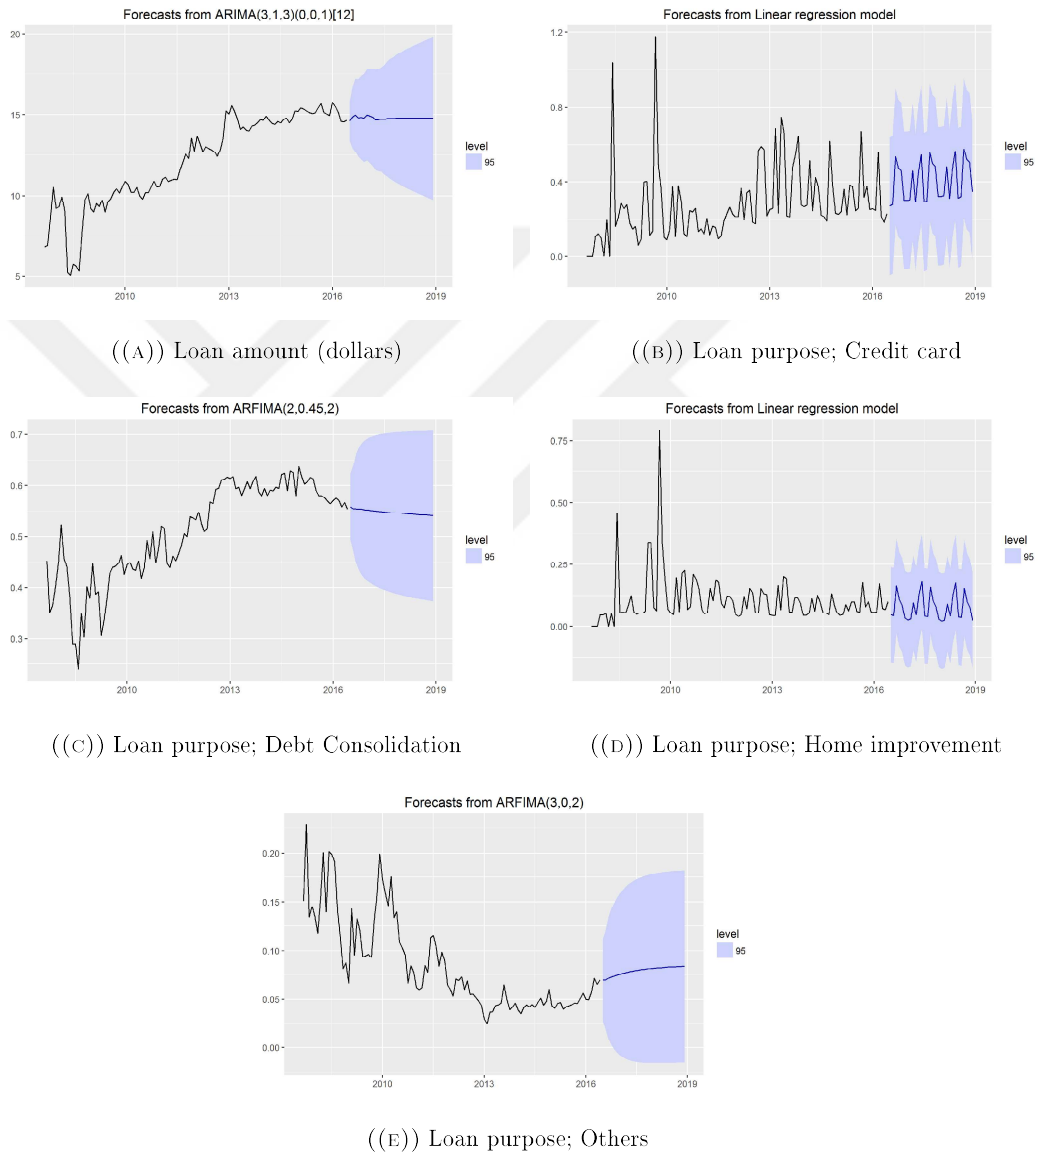 Forecasts from ARIMA(3,1,3)(0,0,1)[12]
20
15
10
5
2010 2013 2016 2019
level
95
((A)) Loan amount (dollars)
Forecasts from Linear regression model
1.2
0.8
0.4
0.0
2010 2013 2016 2019
level
95
((B)) Loan purpose; Credit card
Forecasts from ARFIMA(2,0.45,2)
0.7
0.6
0.5
0.4
0.3
2010 2013 2016 2019
level
95
((C)) Loan purpose; Debt Consolidation
Forecasts from Linear regression model
0.75
0.50
0.25
0.00
2010 2013 2016 2019
level
95
((D)) Loan purpose; Home improvement
Forecasts from ARFIMA(3,0,2)
0.20
0.15
0.10
0.05
0.00
2010 2013 2016 2019
level
95
((E)) Loan purpose; Others